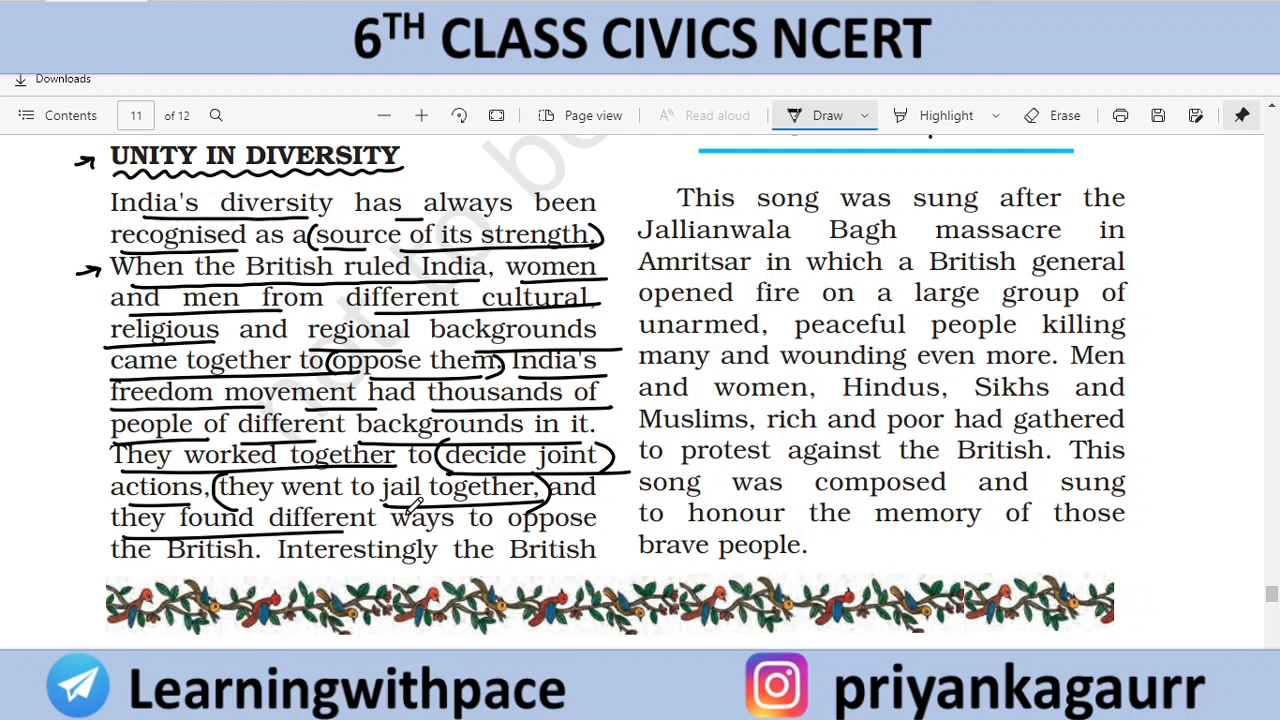 6TH CLASS CIVICS NCERT
Downloads
Contents
11 of 12
Page view
Read aloud
Draw
Highlight
Erase
UNITY IN DIVERSITY
India's diversity has always been
recognised as a source of its strength.
When the British ruled India, women
and men from different cultural,
religious and regional backgrounds
came together to oppose them. India's
freedom movement had thousands of
people of different backgrounds in it.
They worked together to decide joint
actions, they went to jail together, and
they found different ways to oppose
the British. Interestingly the British
This song was sung after the
Jallianwala Bagh massacre in
Amritsar in which a British general
opened fire on a large group of
unarmed, peaceful people killing
many and wounding even more. Men
and women, Hindus, Sikhs and
Muslims, rich and poor had gathered
to protest against the British. This
song was composed and sung
to honour the memory of those
brave people.
not to be
Learningwithpace
priyankagaurr